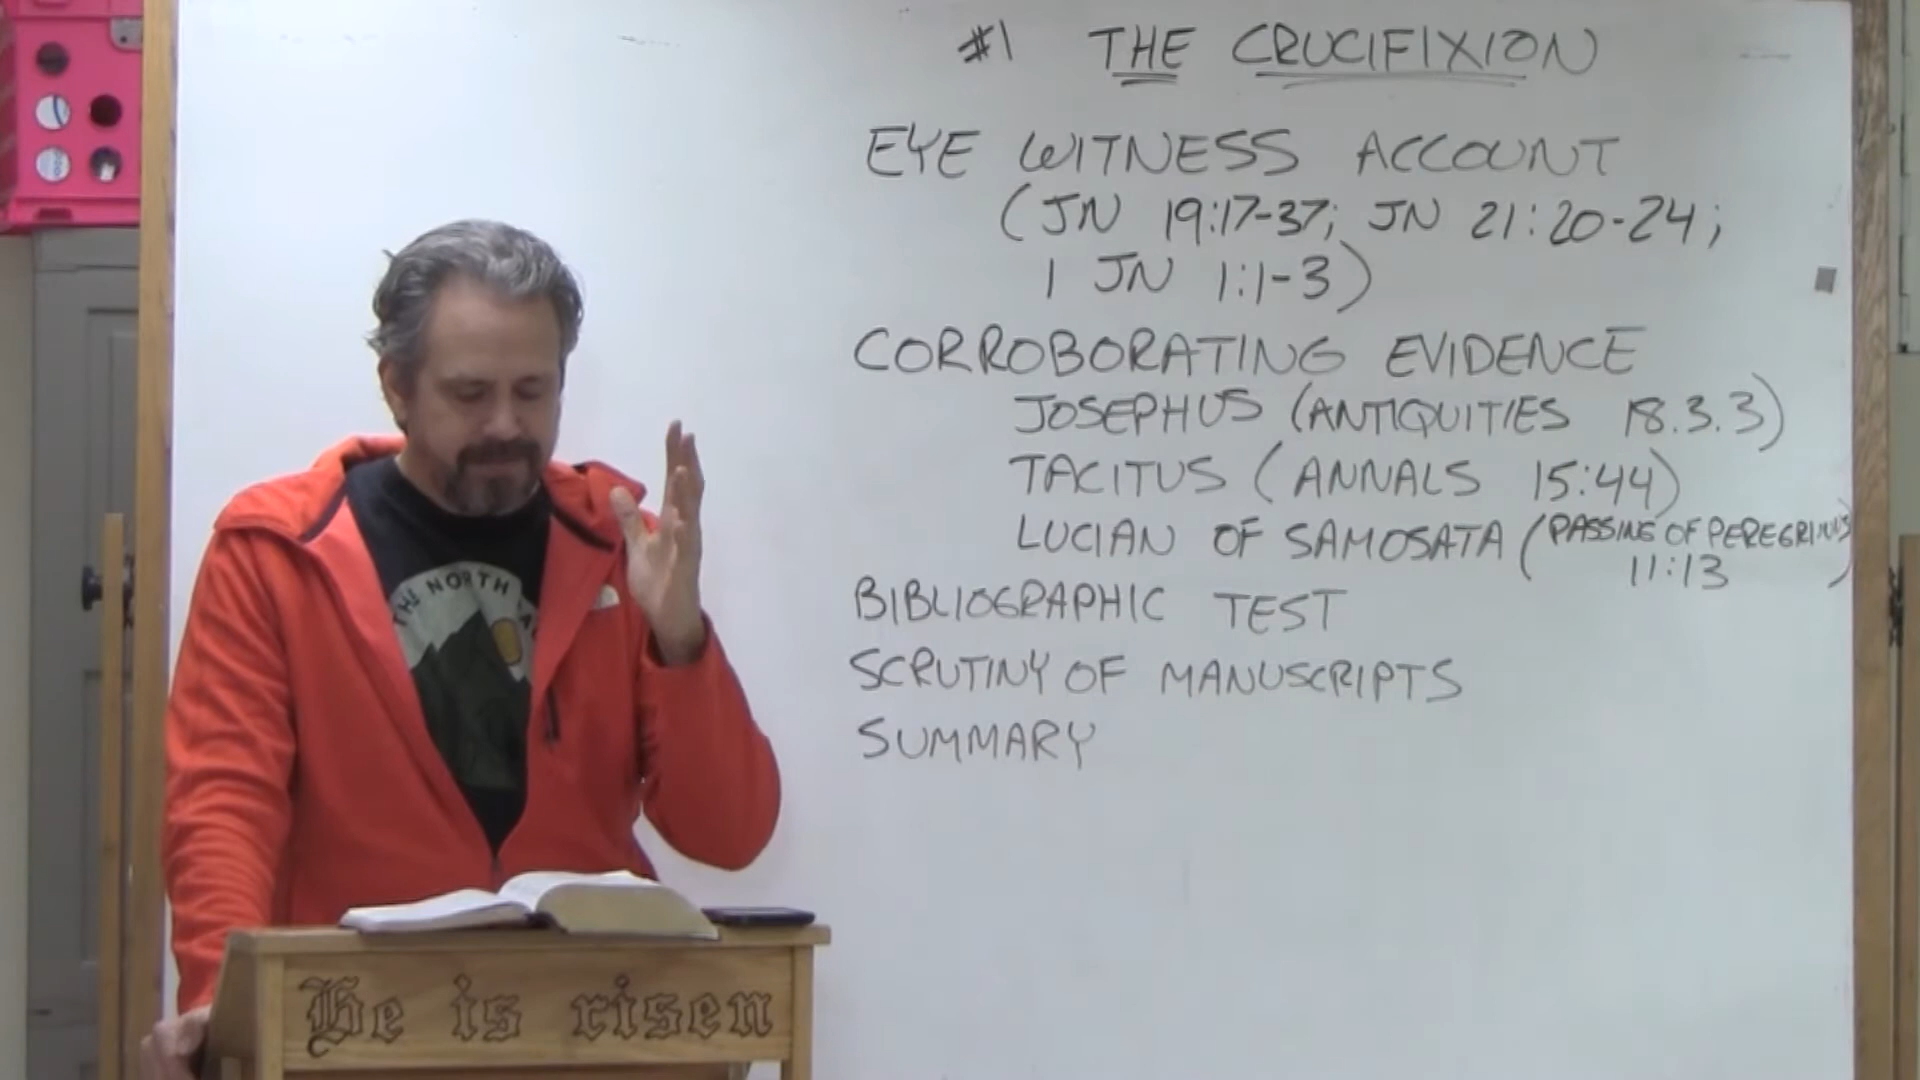 #1 THE CRUCIFIXION
EYE WITNESS ACCOUNT
(JN 19:17-37; JN 21:20-24;
1 JN 1:1-3)
CORROBORATING EVIDENCE
JOSEPHUS (ANTIQUITIES 18.3.3)
TACITUS (ANNALS 15:44)
LUCIAN OF SAMOSATA (PASSING OF PEREGRINUS
11:13)
BIBLIOGRAPHIC TEST
SCRUTINY OF MANUSCRIPTS
SUMMARY
THE NORTH
He is risen